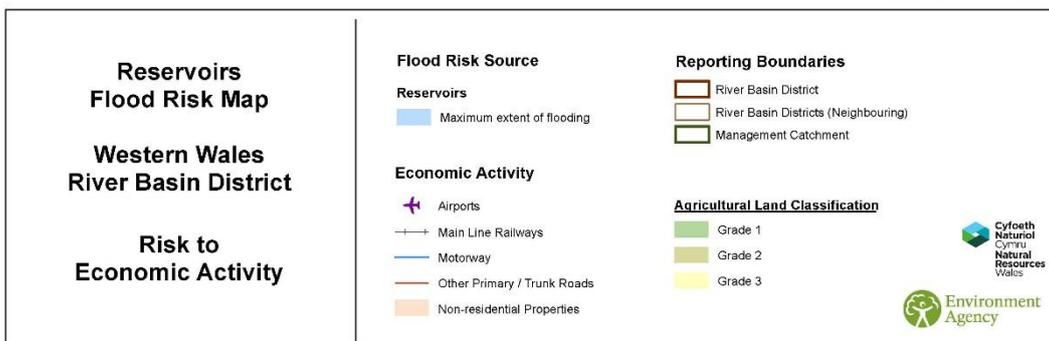 Reservoirs
Flood Risk Map
Western Wales
River Basin District
Risk to
Economic Activity
Flood Risk Source
Reservoirs
Maximum extent of flooding
Economic Activity
Airports
Main Line Railways
Motorway
Other Primary / Trunk Roads
Non-residential Properties
Reporting Boundaries
River Basin District
River Basin Districts (Neighbouring)
Management Catchment
Agricultural Land Classification
Grade 1
Grade 2
Grade 3
Cyfoeth
Naturiol
Cymru
Natural
Resources
Wales
Environment
Agency